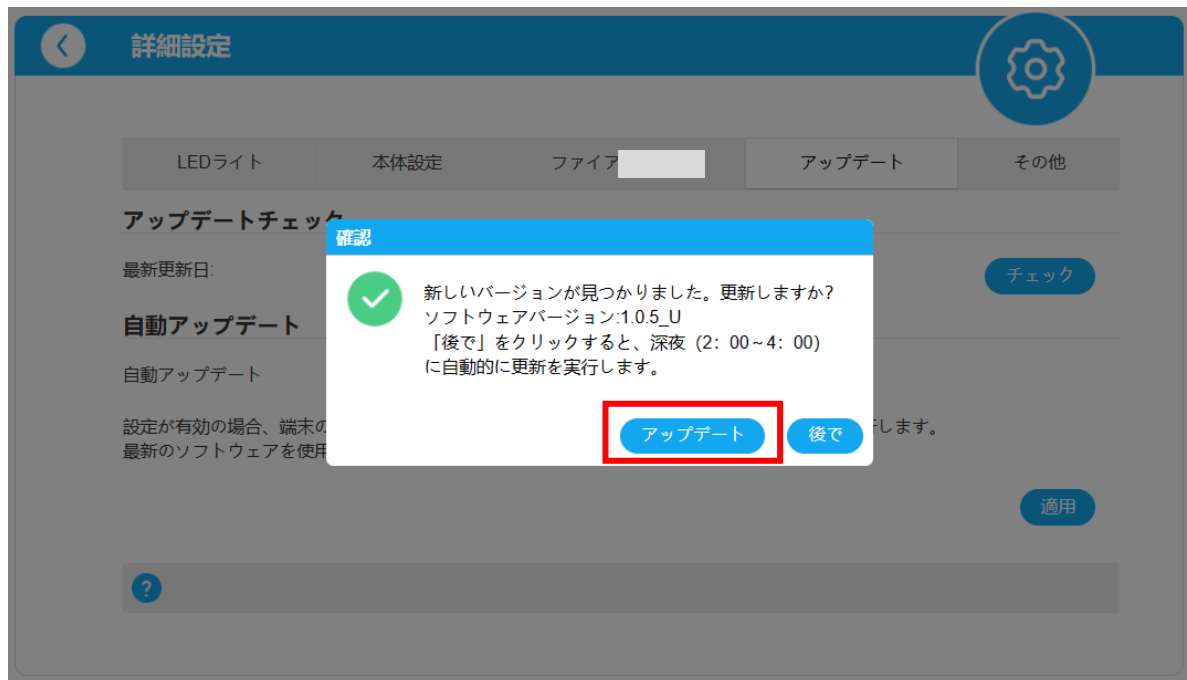 詳細設定
LEDライト 本体設定 ファイア アップデート その他
アップデートチェック
最新更新日:
チェック
自動アップデート
自動アップデート
設定が有効の場合、端末の
します。
最新のソフトウェアを使用
確認
新しいバージョンが見つかりました。更新しますか?
ソフトウェアバージョン:1.0.5_U
「後で」をクリックすると、深夜（2：00~4：00）
に自動的に更新を実行します。
アップデート 後で
適用
?